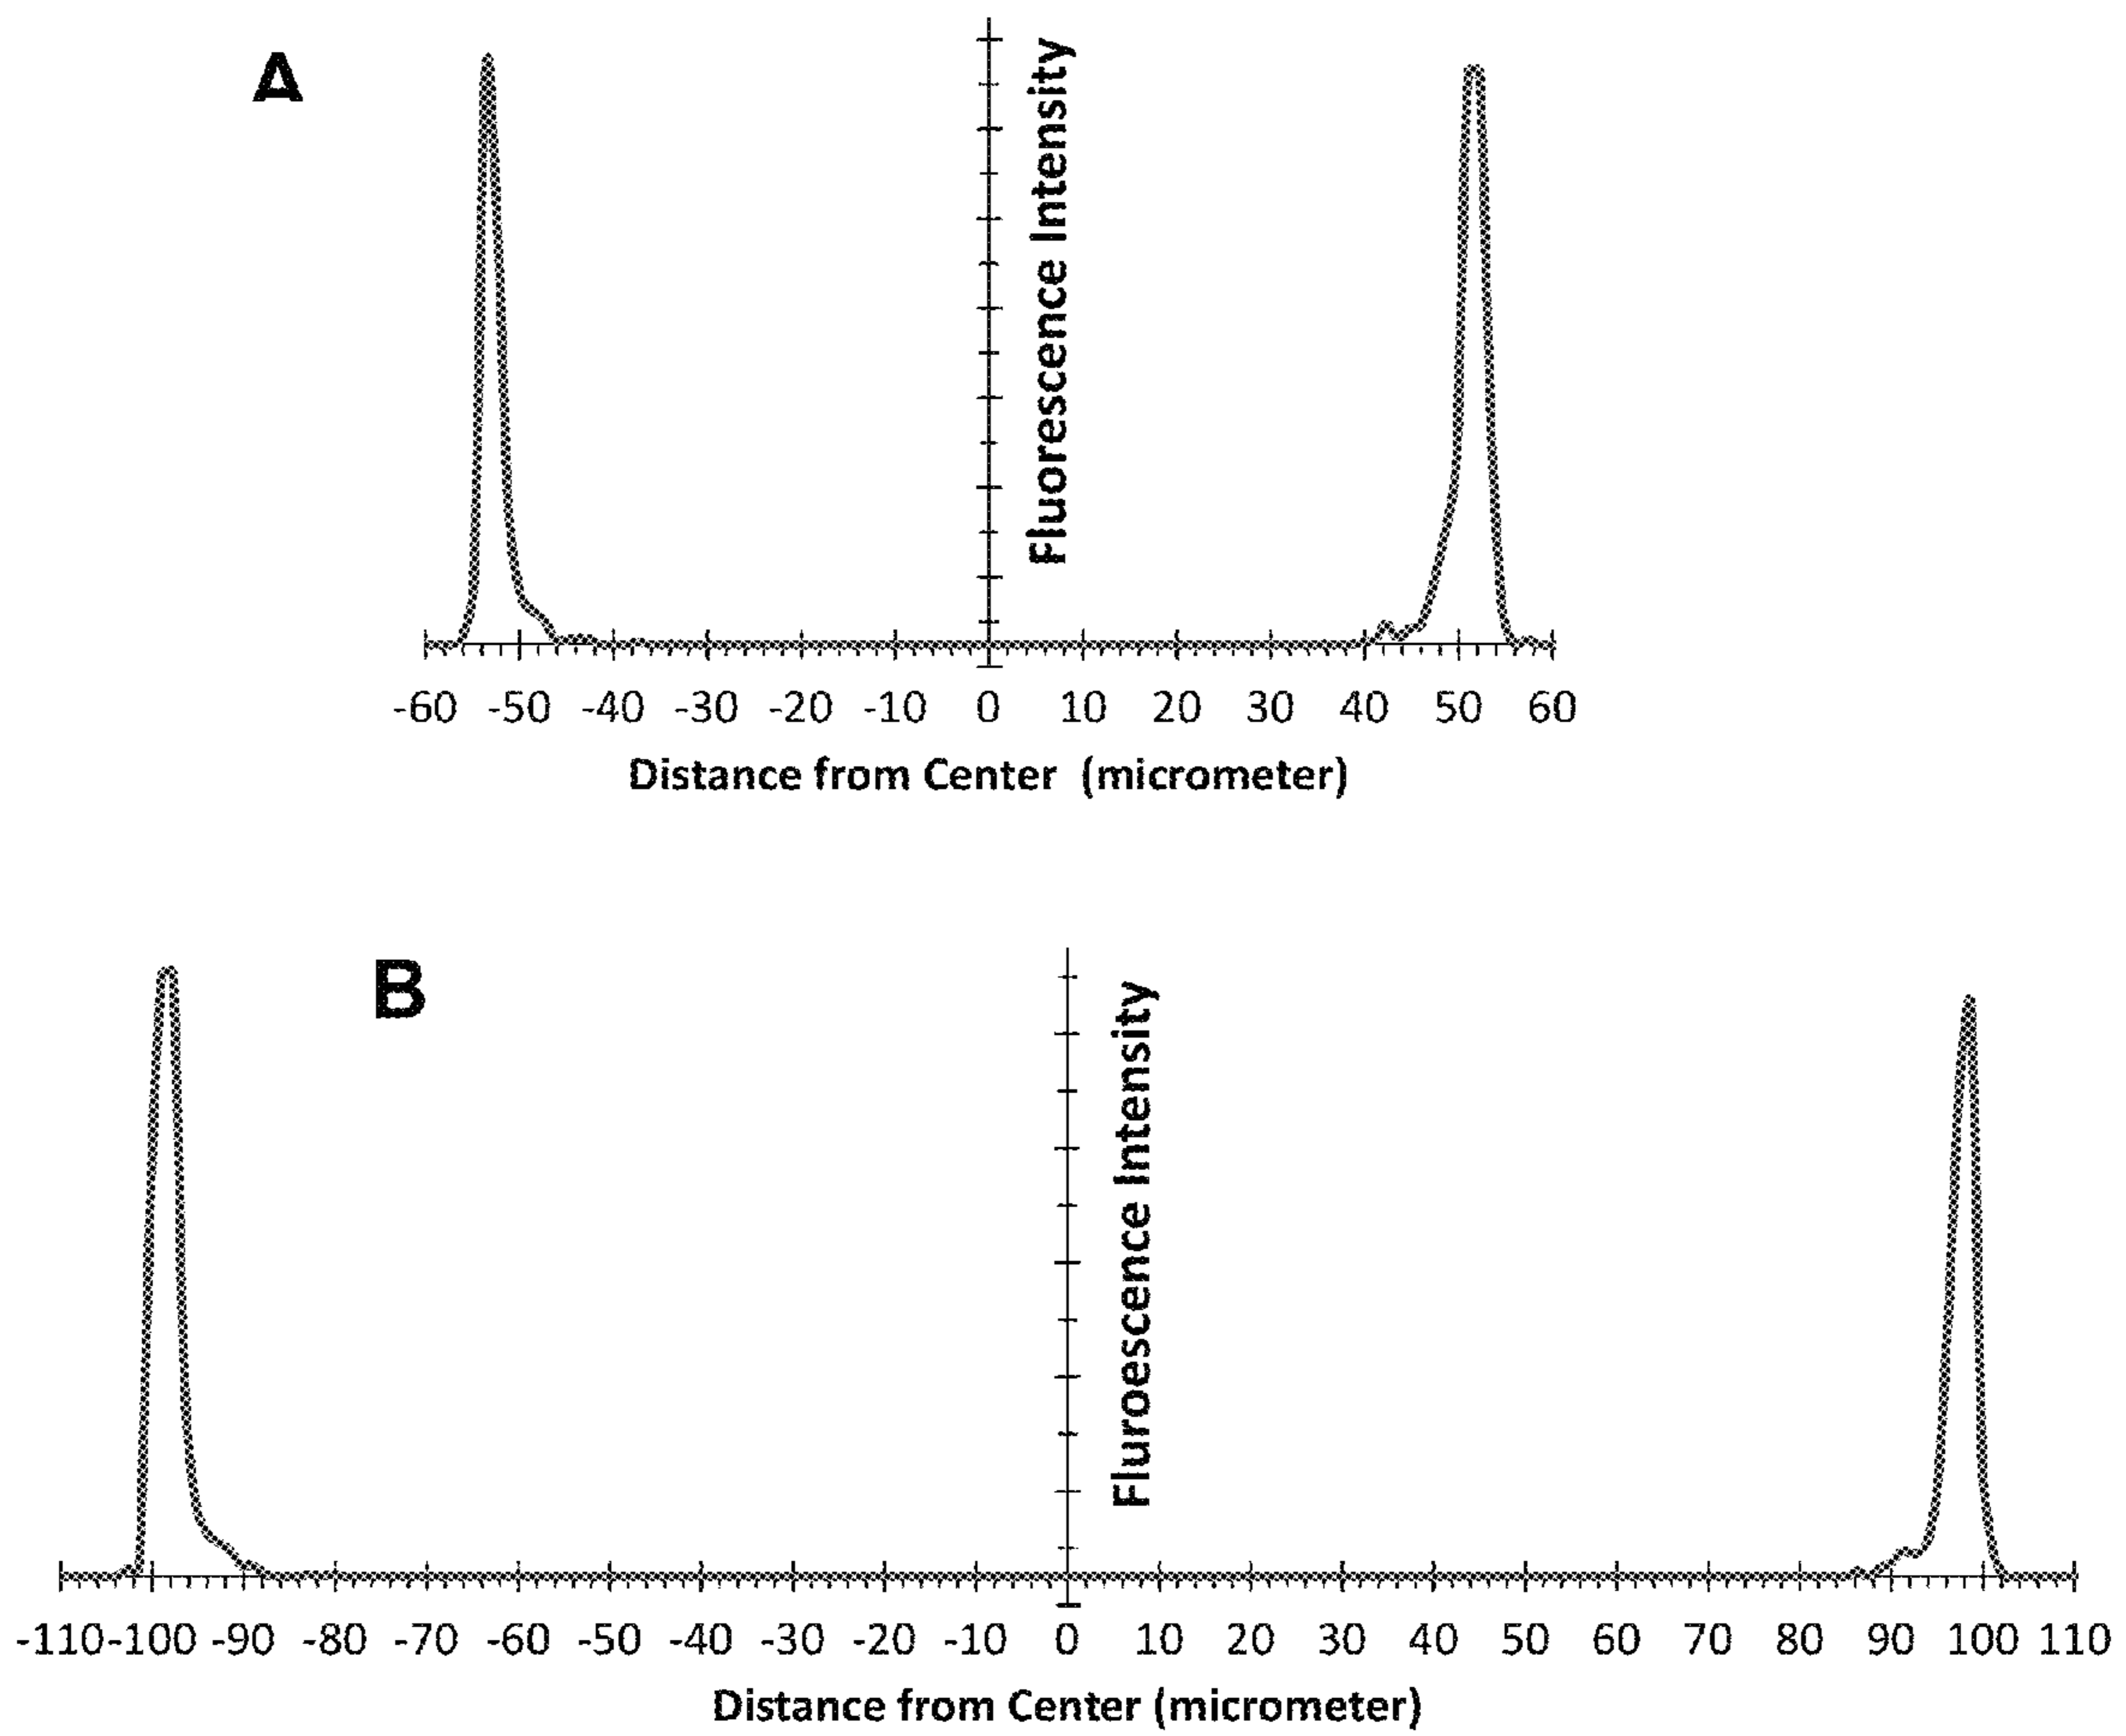 A
Fluorescence Intensity
-60 -50 -40 -30 -20 -10 0 10 20 30 40 50 60
Distance from Center (micrometer)
B
Fluroescence Intensity
-110 -100 -90 -80 -70 -60 -50 -40 -30 -20 -10 0 10 20 30 40 50 60 70 80 90 100 110
Distance from Center (micrometer)